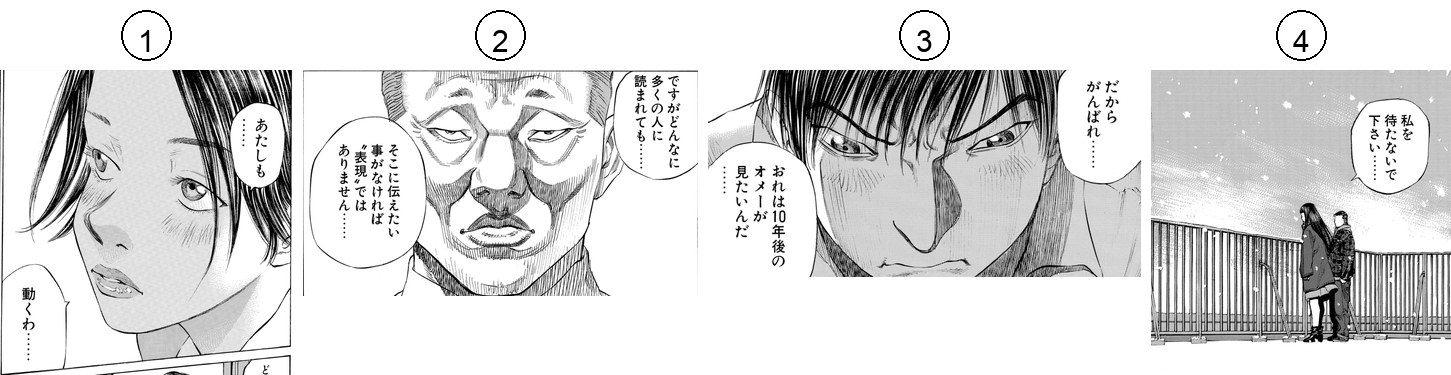 1
2
3
4
あたしも
……
動くわ……
ど
ですがどんなに
多くの人に
読まれても……
そこに伝えたい
事がなければ
〝表現〟では
ありません……
だから
がんばれ……
おれは10年後の
オメーが
見たいんだ
……
私を
待たないで
下さい……